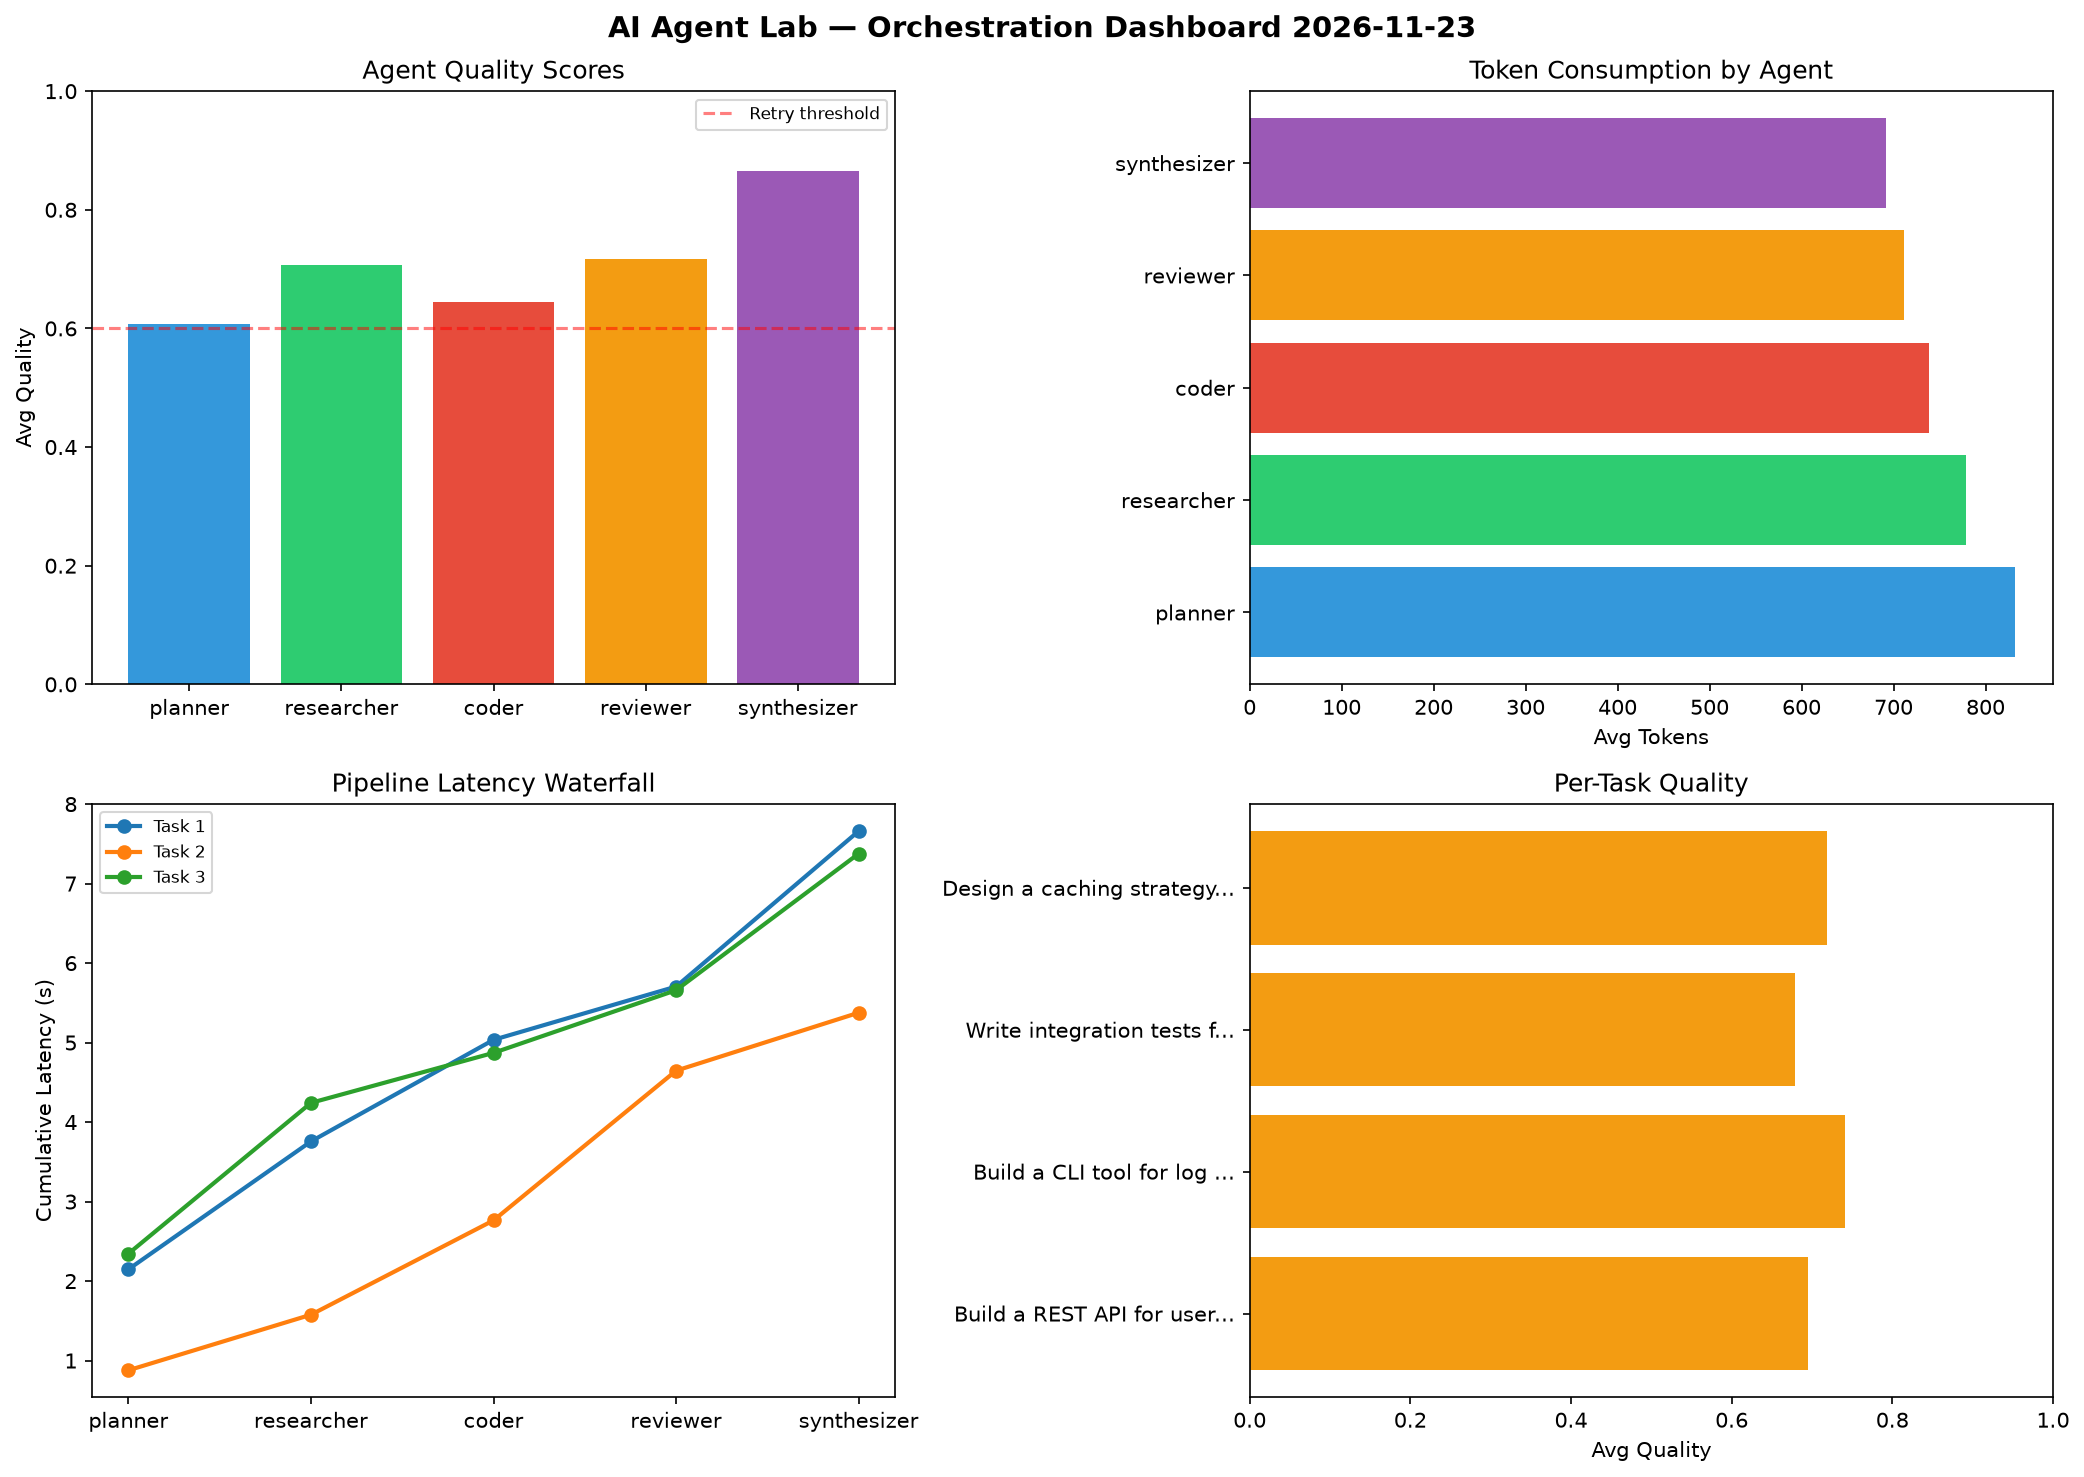 AI Agent Lab — Orchestration Dashboard 2026-11-23
Agent Quality Scores
Avg Quality
1.0
0.8
0.6
0.4
0.2
0.0
Retry threshold
planner researcher coder reviewer synthesizer
Token Consumption by Agent
synthesizer
reviewer
coder
researcher
planner
0 100 200 300 400 500 600 700 800
Avg Tokens
Pipeline Latency Waterfall
Cumulative Latency (s)
8
7
6
5
4
3
2
1
Task 1
Task 2
Task 3
planner researcher coder reviewer synthesizer
Per-Task Quality
Design a caching strategy...
Write integration tests f...
Build a CLI tool for log ...
Build a REST API for user...
0.0 0.2 0.4 0.6 0.8 1.0
Avg Quality